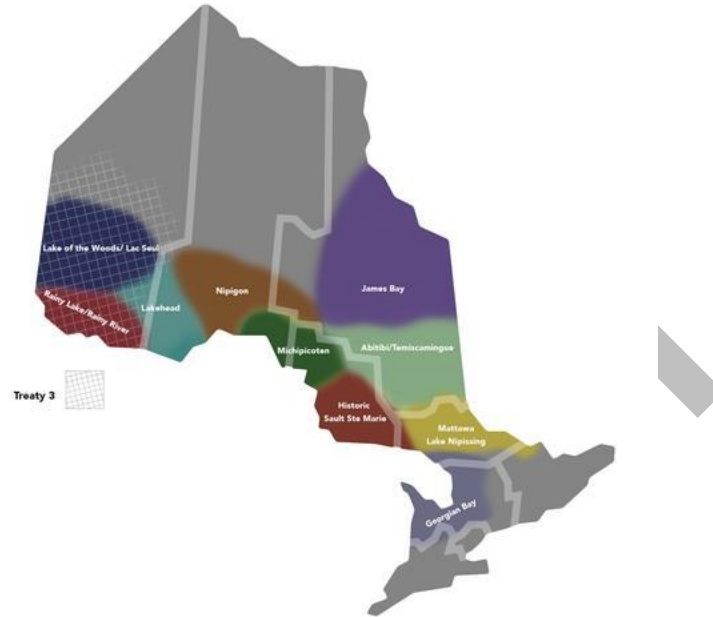 Lake of the Woods/ Lac Seul
Rainy Lake/Rainy River
Lakehead
Nipigon
James Bay
Michipicoten
Abitibi/Temiscamingue
Historic
Sault Ste Marie
Mattawa
Lake Nipissing
Georgian Bay
Treaty 3